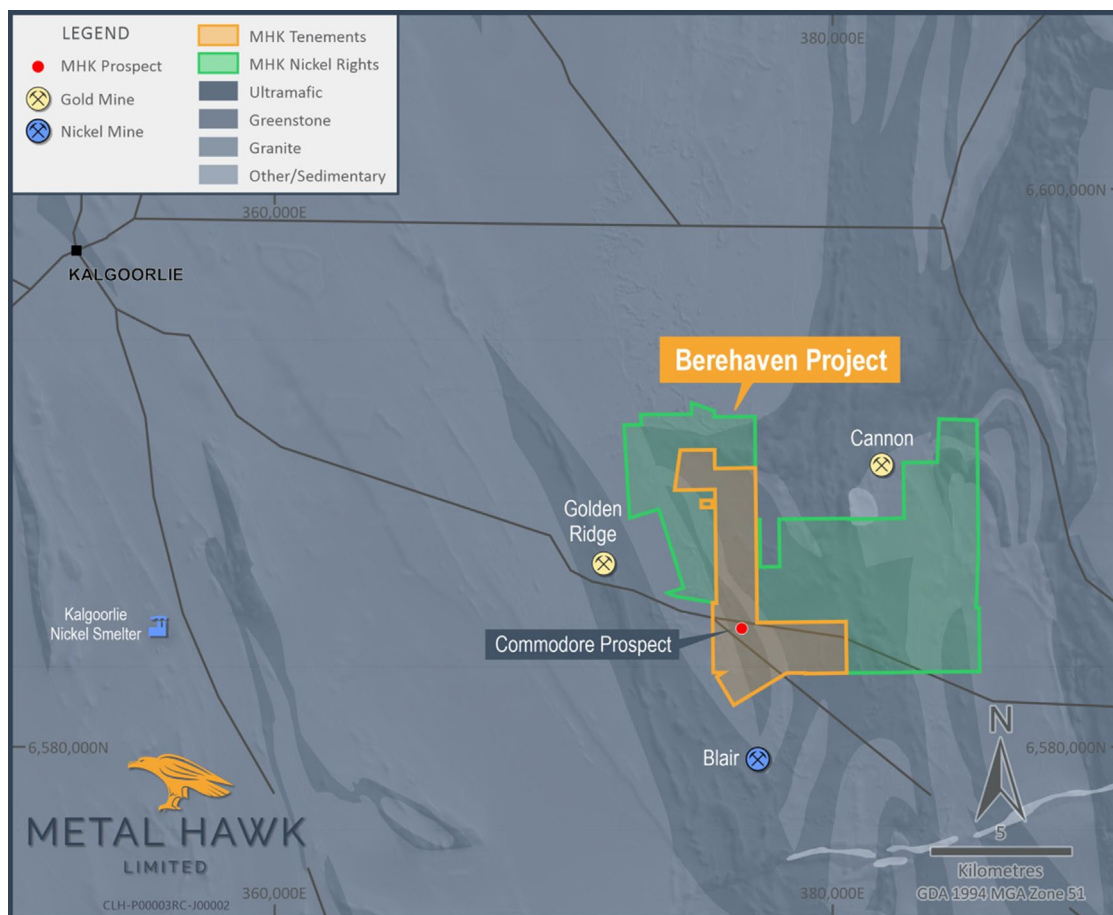 LEGEND
MHK Prospect
Gold Mine
Nickel Mine
MHK Tenements
MHK Nickel Rights
Ultramafic
Greenstone
Granite
Other/Sedimentary
380,000E
6,600,000N
360,000E
KALGOORLIE
Berehaven Project
Cannon
Golden
Ridge
Kalgoorlie
Nickel Smelter
Commodore Prospect
Blair
6,580,000N
6,580,000N
N
METAL HAWK
LIMITED
5
Kilometres
GDA 1994 MGA Zone 51
360,000E
380,000E
CLH-P00003RC-J00002